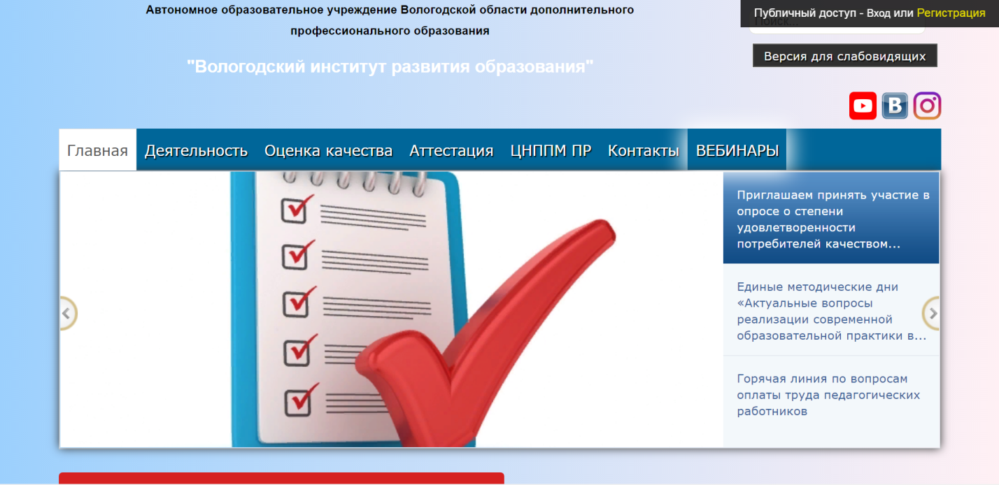 Автономное образовательное учреждение Вологодской области дополнительного
профессионального образования
"Вологодский институт развития образования"
Публичный доступ - Вход или Регистрация
Поиск...
Версия для слабовидящих
В
Главная Деятельность Оценка качества Аттестация ЦНППМ ПР Контакты ВЕБИНАРЫ
Приглашаем принять участие в
опросе о степени
удовлетворенности
потребителей качеством...
Единые методические дни
«Актуальные вопросы
реализации современной
образовательной практики в...
Горячая линия по вопросам
оплаты труда педагогических
работников